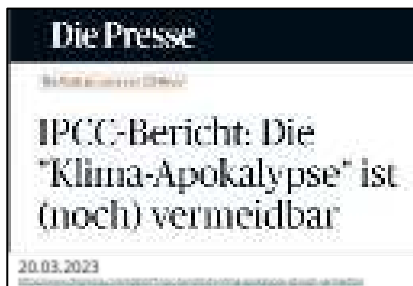 Die Presse
IPCC-Bericht: Die
"Klima-Apokalypse" ist
(noch) vermeidbar
20.03.2023